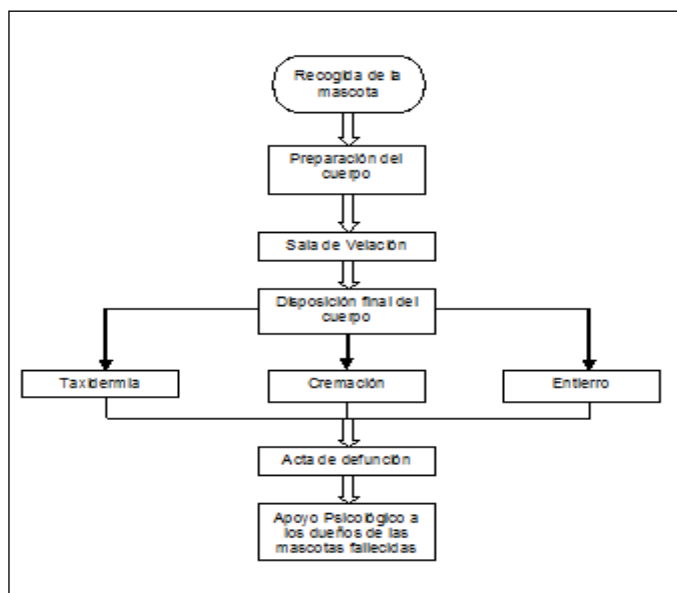 Recogida de la
mascota
Preparación del
cuerpo
Sala de Velación
Disposición final del
cuerpo
Taxidermia
Cremación
Entierro
Acta de defunción
Apoyo Psicológico a
los dueños de las
mascotas fallecidas